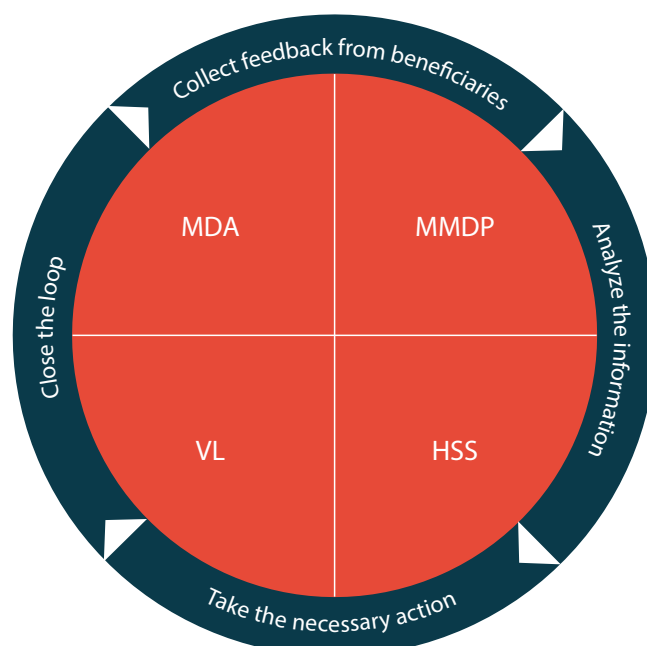 Collect feedback from beneficiaries
MDA
MMDP
Analyze the information
Close the loop
VL
HSS
Take the necessary action